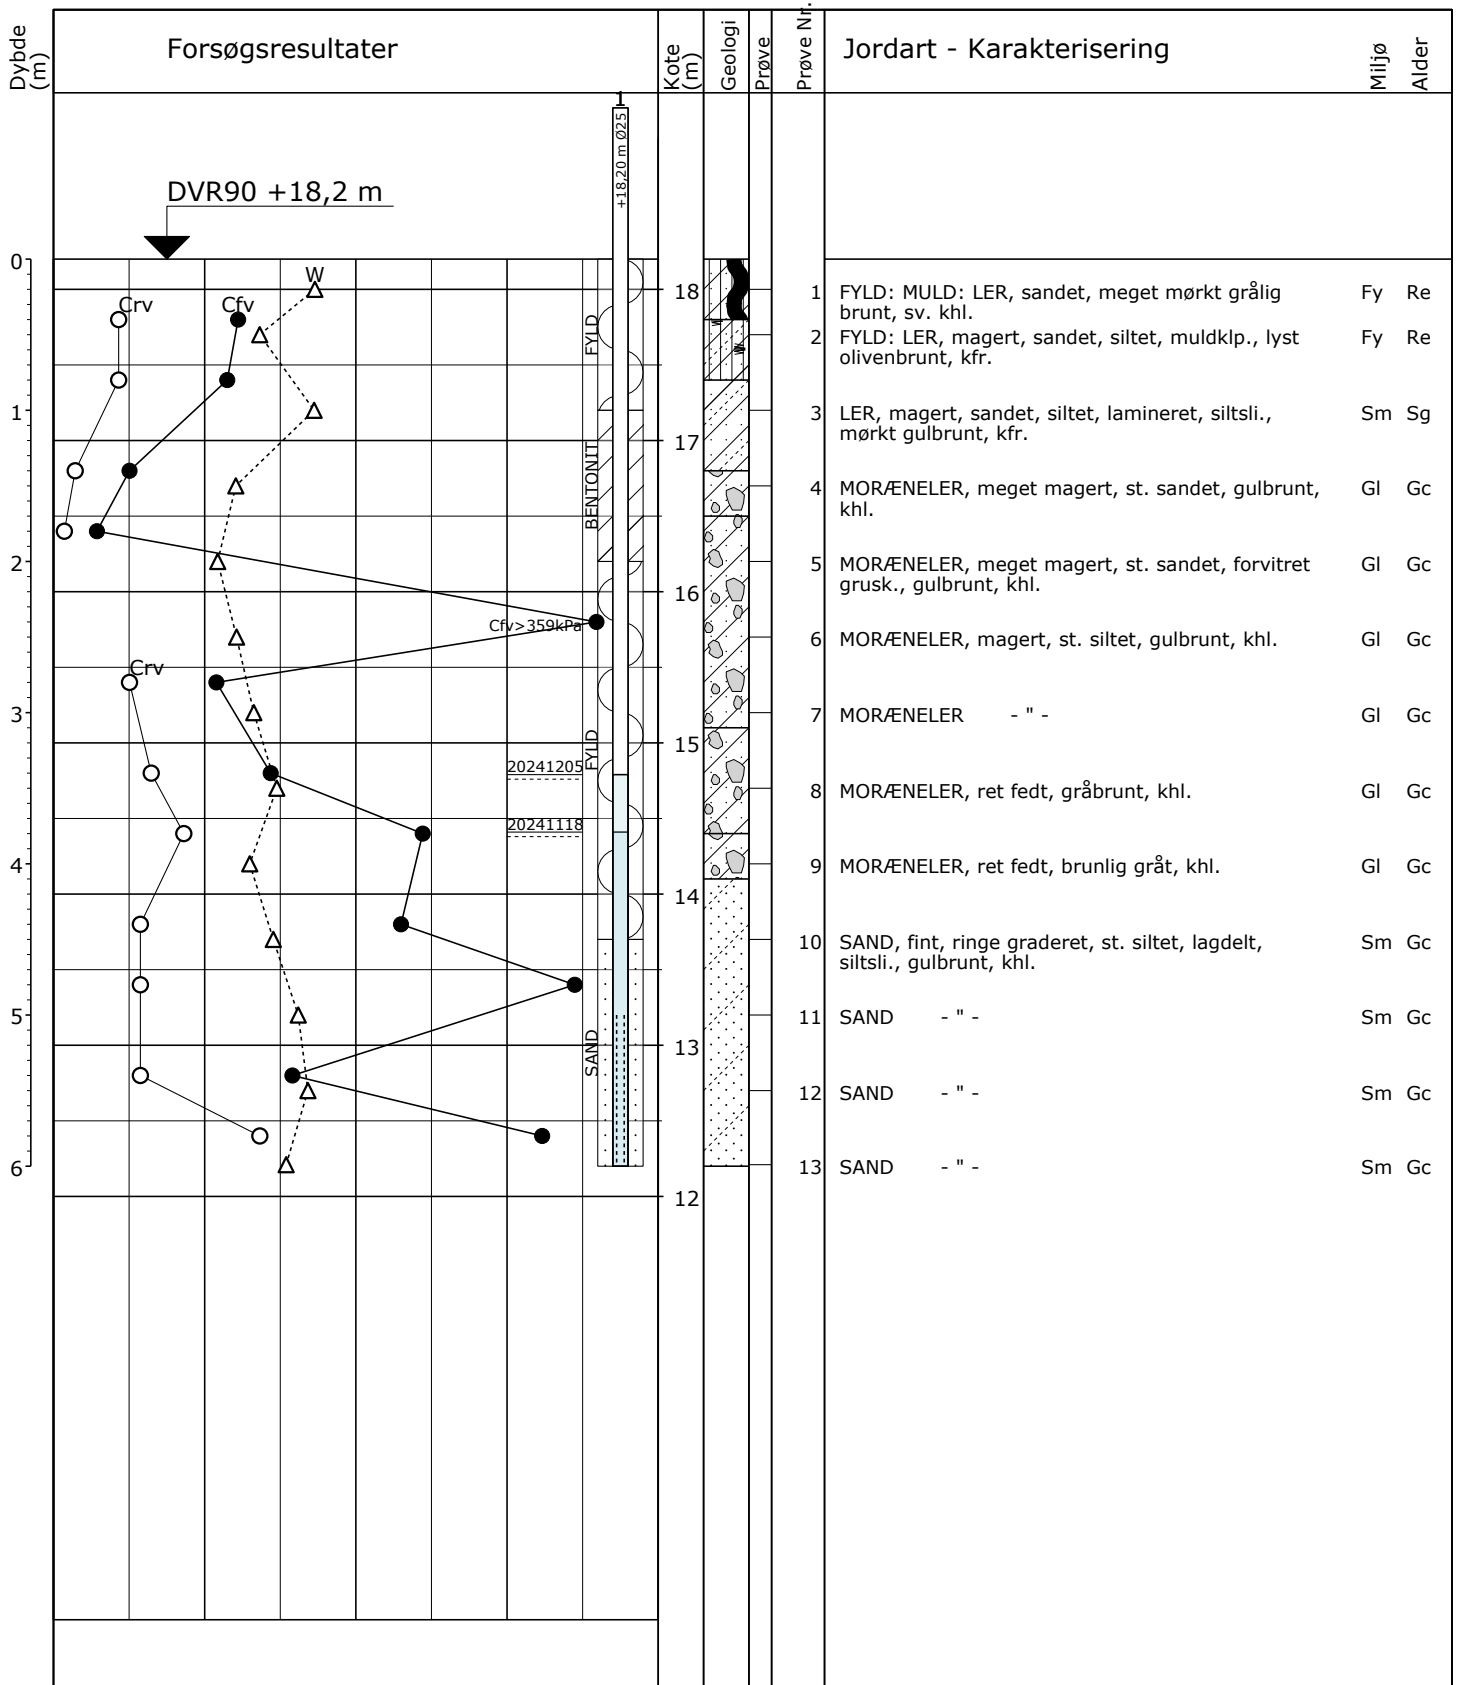 Dybde
(m)
Forsøgsresultater
Kote
(m)
Geologi
Prøve
Prøve Nr.
Jordart - Karakterisering
Miljø
Alder
1
+18,20 m Ø25
DVR90 +18,2 m
0
W
Crv
Cfv
FYLD
18
1 FYLD: MULD: LER, sandet, meget mørkt grålig Fy Re
brunt, sv. khl.
2 FYLD: LER, magert, sandet, siltet, muldklp., lyst Fy Re
olivenbrunt, kfr.
1
17
3 LER, magert, sandet, siltet, lamineret, siltsli., Sm Sg
mørkt gulbrunt, kfr.
BENTONIT
4 MORÆNELER, meget magert, st. sandet, gulbrunt, Gl Gc
khl.
2
16
5 MORÆNELER, meget magert, st. sandet, forvitret Gl Gc
grusk., gulbrunt, khl.
Cfv>359kPa
6 MORÆNELER, magert, st. siltet, gulbrunt, khl. Gl Gc
Crv
3
7 MORÆNELER - " - Gl Gc
FYLD
15
20241205
8 MORÆNELER, ret fedt, gråbrunt, khl. Gl Gc
20241118
4
9 MORÆNELER, ret fedt, brunlig gråt, khl. Gl Gc
14
10 SAND, fint, ringe graderet, st. siltet, lagdelt, Sm Gc
siltsli., gulbrunt, khl.
5
11 SAND - " - Sm Gc
SAND
13
12 SAND - " - Sm Gc
6
13 SAND - " - Sm Gc
12